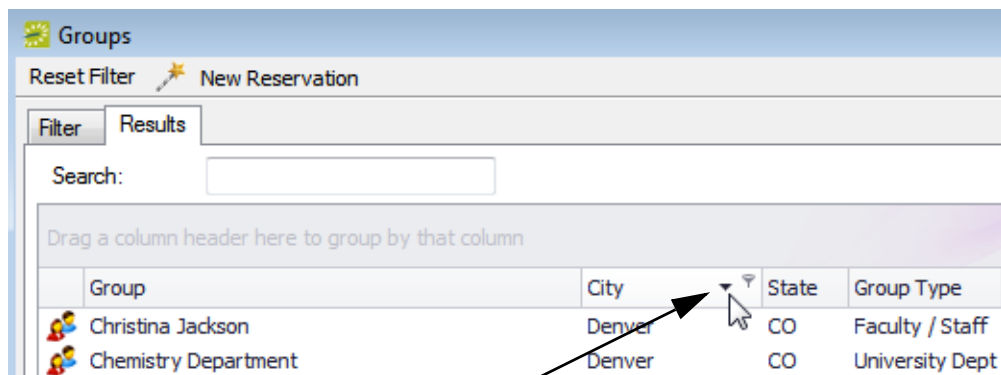 Groups
Reset Filter New Reservation
Filter Results
Search:
Drag a column header here to group by that column
Group City State Group Type
Christina Jackson Denver CO Faculty / Staff
Chemistry Department Denver CO University Dept